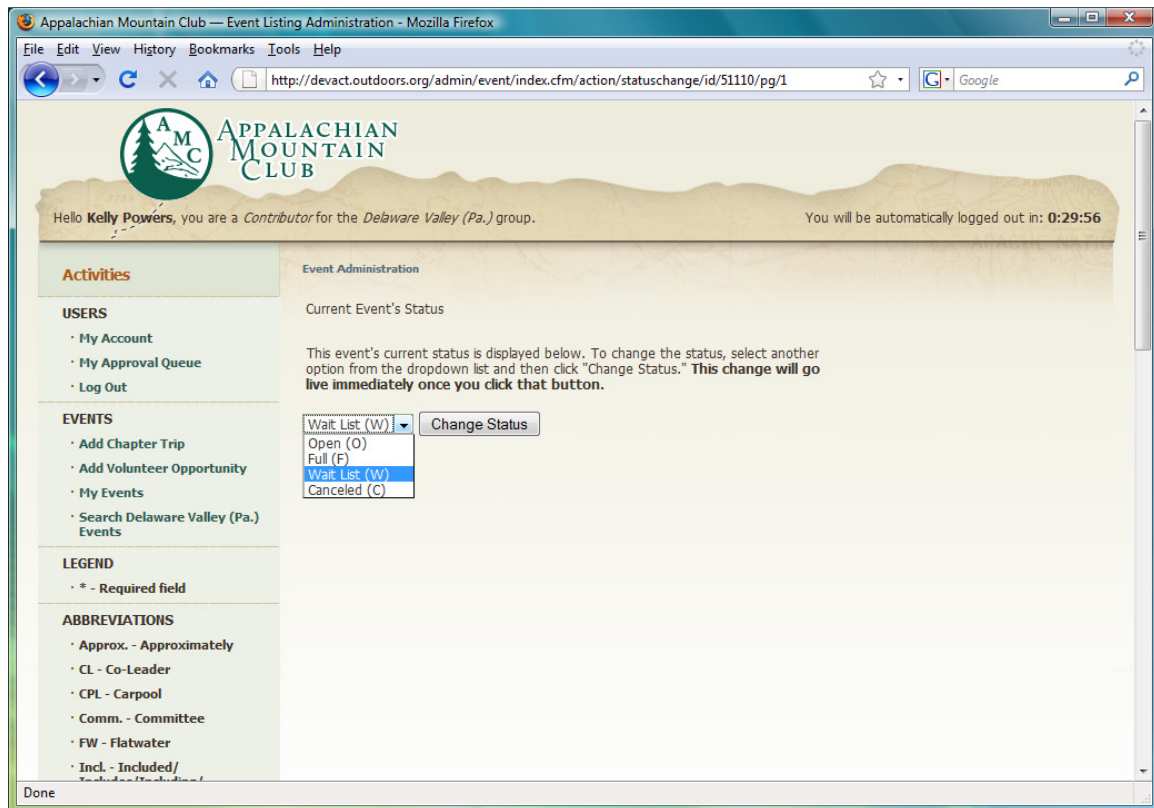 Appalachian Mountain Club — Event Listing Administration - Mozilla Firefox
File Edit View History Bookmarks Tools Help
http://devact.outdoors.org/admin/event/index.cfm/action/statuschange/id/51110/pg/1
G Google
AMC
APPALACHIAN
MOUNTAIN
CLUB
Hello Kelly Powers, you are a Contributor for the Delaware Valley (Pa.) group.
You will be automatically logged out in: 0:29:56
Activities
USERS
· My Account
· My Approval Queue
· Log Out
EVENTS
· Add Chapter Trip
· Add Volunteer Opportunity
· My Events
· Search Delaware Valley (Pa.)
Events
LEGEND
· * - Required field
ABBREVIATIONS
· Approx. - Approximately
· CL - Co-Leader
· CPL - Carpool
· Comm. - Committee
· FW - Flatwater
· Incl. - Included/
Includes/Including/
Event Administration
Current Event's Status
This event's current status is displayed below. To change the status, select another
option from the dropdown list and then click "Change Status." This change will go
live immediately once you click that button.
Wait List (W) Change Status
Open (O)
Full (F)
Wait List (W)
Canceled (C)
Done